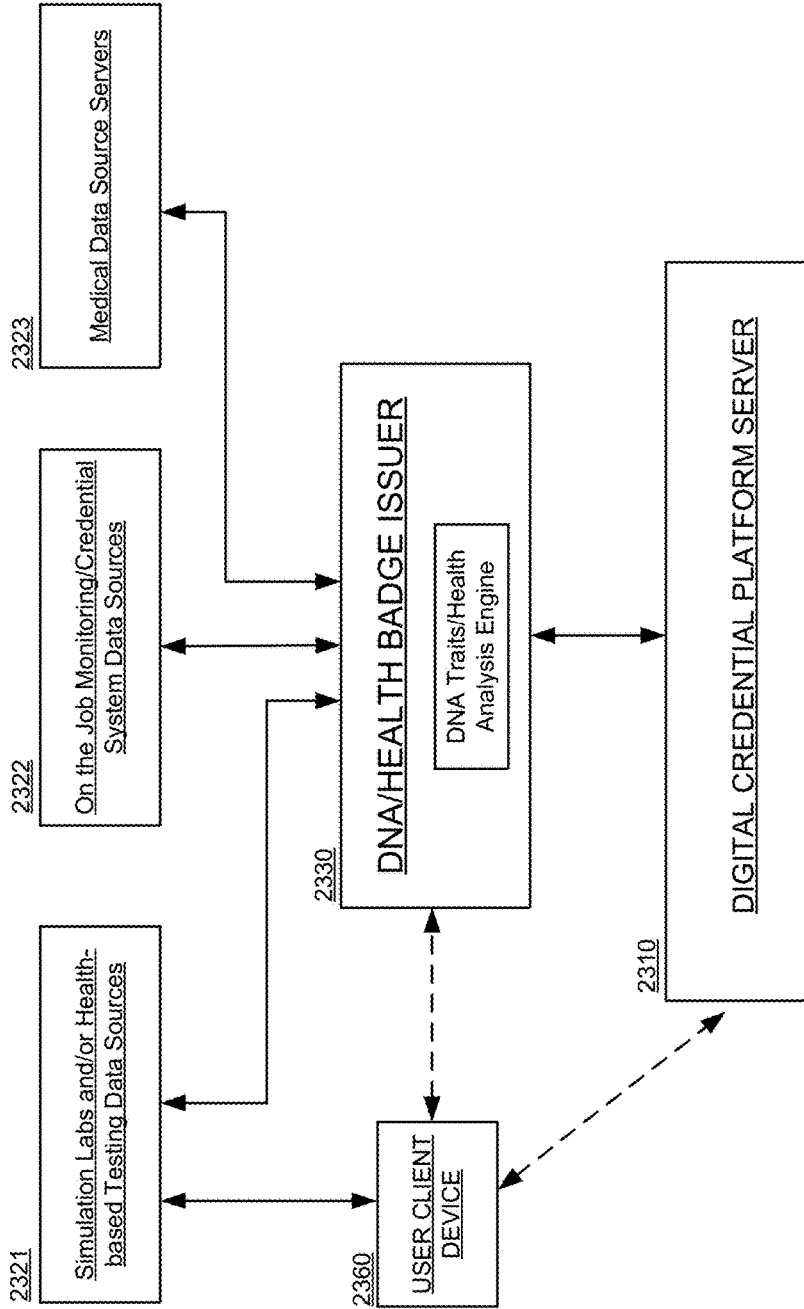 2321
Simulation Labs and/or Health-
based Testing Data Sources
2322
On the Job Monitoring/Credential
System Data Sources
2323
Medical Data Source Servers
2360
USER CLIENT
DEVICE
2330
DNA/HEALTH BADGE ISSUER
DNA Traits/Health
Analysis Engine
2310
DIGITAL CREDENTIAL PLATFORM SERVER